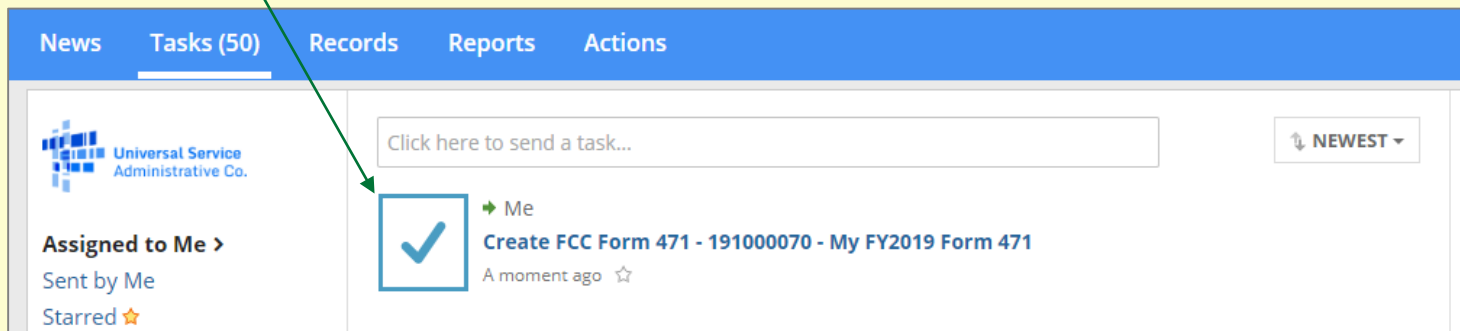 News Tasks (50) Records Reports Actions
Universal Service
Administrative Co.
Click here to send a task...
NEWEST
Me
Create FCC Form 471 - 191000070 - My FY2019 Form 471
A moment ago
Assigned to Me >
Sent by Me
Starred